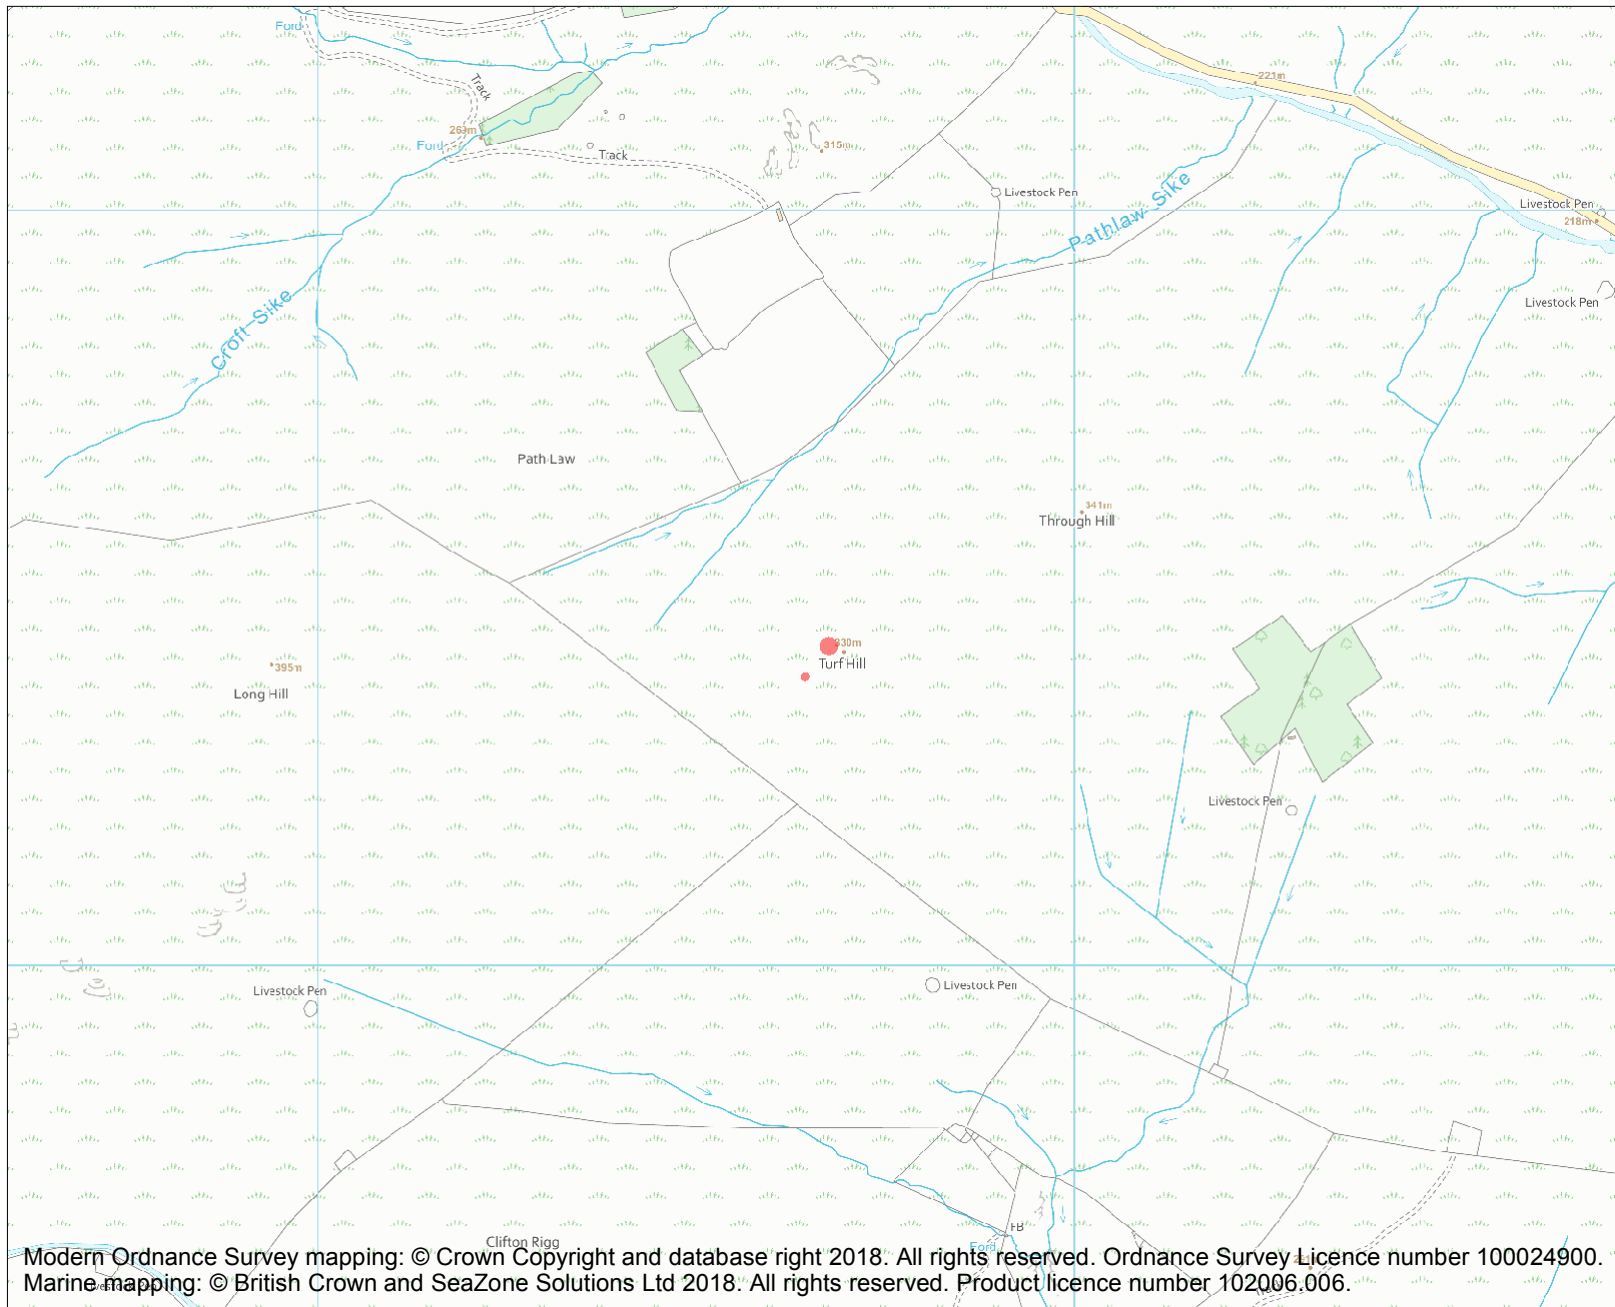 Ford
Track
221m
269m
Ford
Track
315m
Livestock Pen
Pathlaw Sike
Livestock Pen
218m
Livestock Pen
Croft Sike
Path Law
341m
Through Hill
330m
Turf Hill
395m
Long Hill
Livestock Pen
Livestock Pen
Livestock Pen
FB
Ford
Clifton Rigg
Modern Ordnance Survey mapping: © Crown Copyright and database right 2018. All rights reserved. Ordnance Survey Licence number 100024900.
Marine mapping: © British Crown and SeaZone Solutions Ltd 2018. All rights reserved. Product licence number 102006.006.